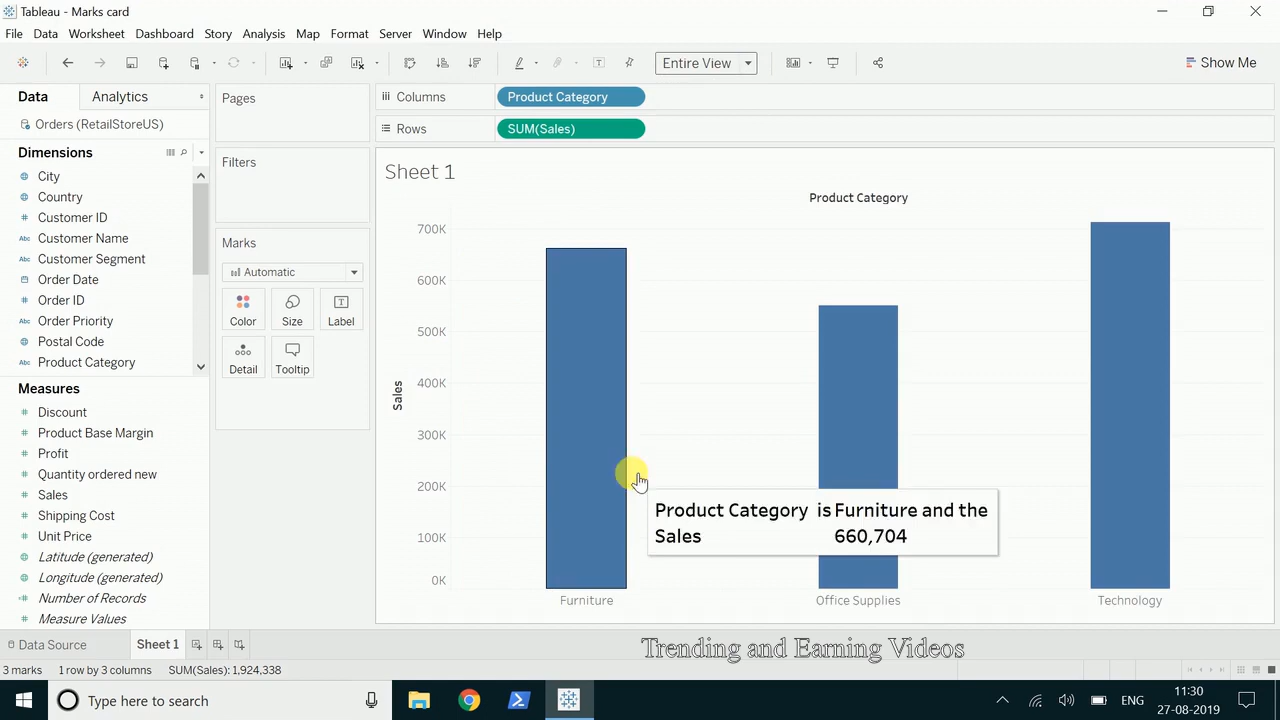 Tableau - Marks card
File Data Worksheet Dashboard Story Analysis Map Format Server Window Help
Entire View
Show Me
Data
Analytics
Orders (RetailStoreUS)
Dimensions
City
Country
Customer ID
Abc Customer Name
Abc Customer Segment
Order Date
Order ID
Abc Order Priority
Postal Code
Abc Product Category
Measures
Discount
Product Base Margin
Profit
Quantity ordered new
Sales
Shipping Cost
Unit Price
Latitude (generated)
Longitude (generated)
Number of Records
Measure Values
Pages
Filters
Marks
Automatic
Color Size Label
Detail Tooltip
Columns Product Category
Rows SUM(Sales)
Sheet 1
Product Category
Sales
700K
600K
500K
400K
300K
200K
100K
0K
Product Category is Furniture and the
Sales 660,704
Furniture Office Supplies Technology
Data Source Sheet 1
Trending and Earning Videos
3 marks 1 row by 3 columns SUM(Sales): 1,924,338
Type here to search
ENG
11:30
27-08-2019